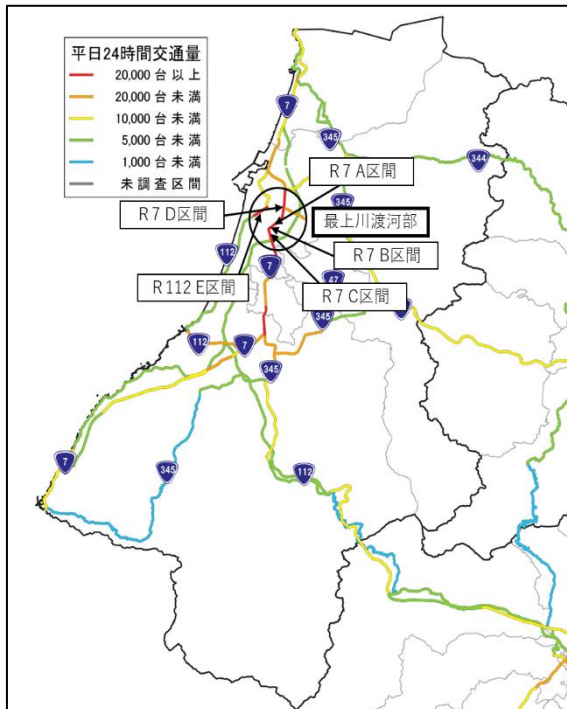 平日24時間交通量
20,000 台 以 上
20,000 台 未 満
10,000 台 未 満
5,000 台 未 満
1,000 台 未 満
未 調 査 区 間
7
345
344
R7 A区間
345
R7 D区間
最上川渡河部
R7 B区間
112
7
47
R112 E区間
R7 C区間
345
112
7
345
7
345
112